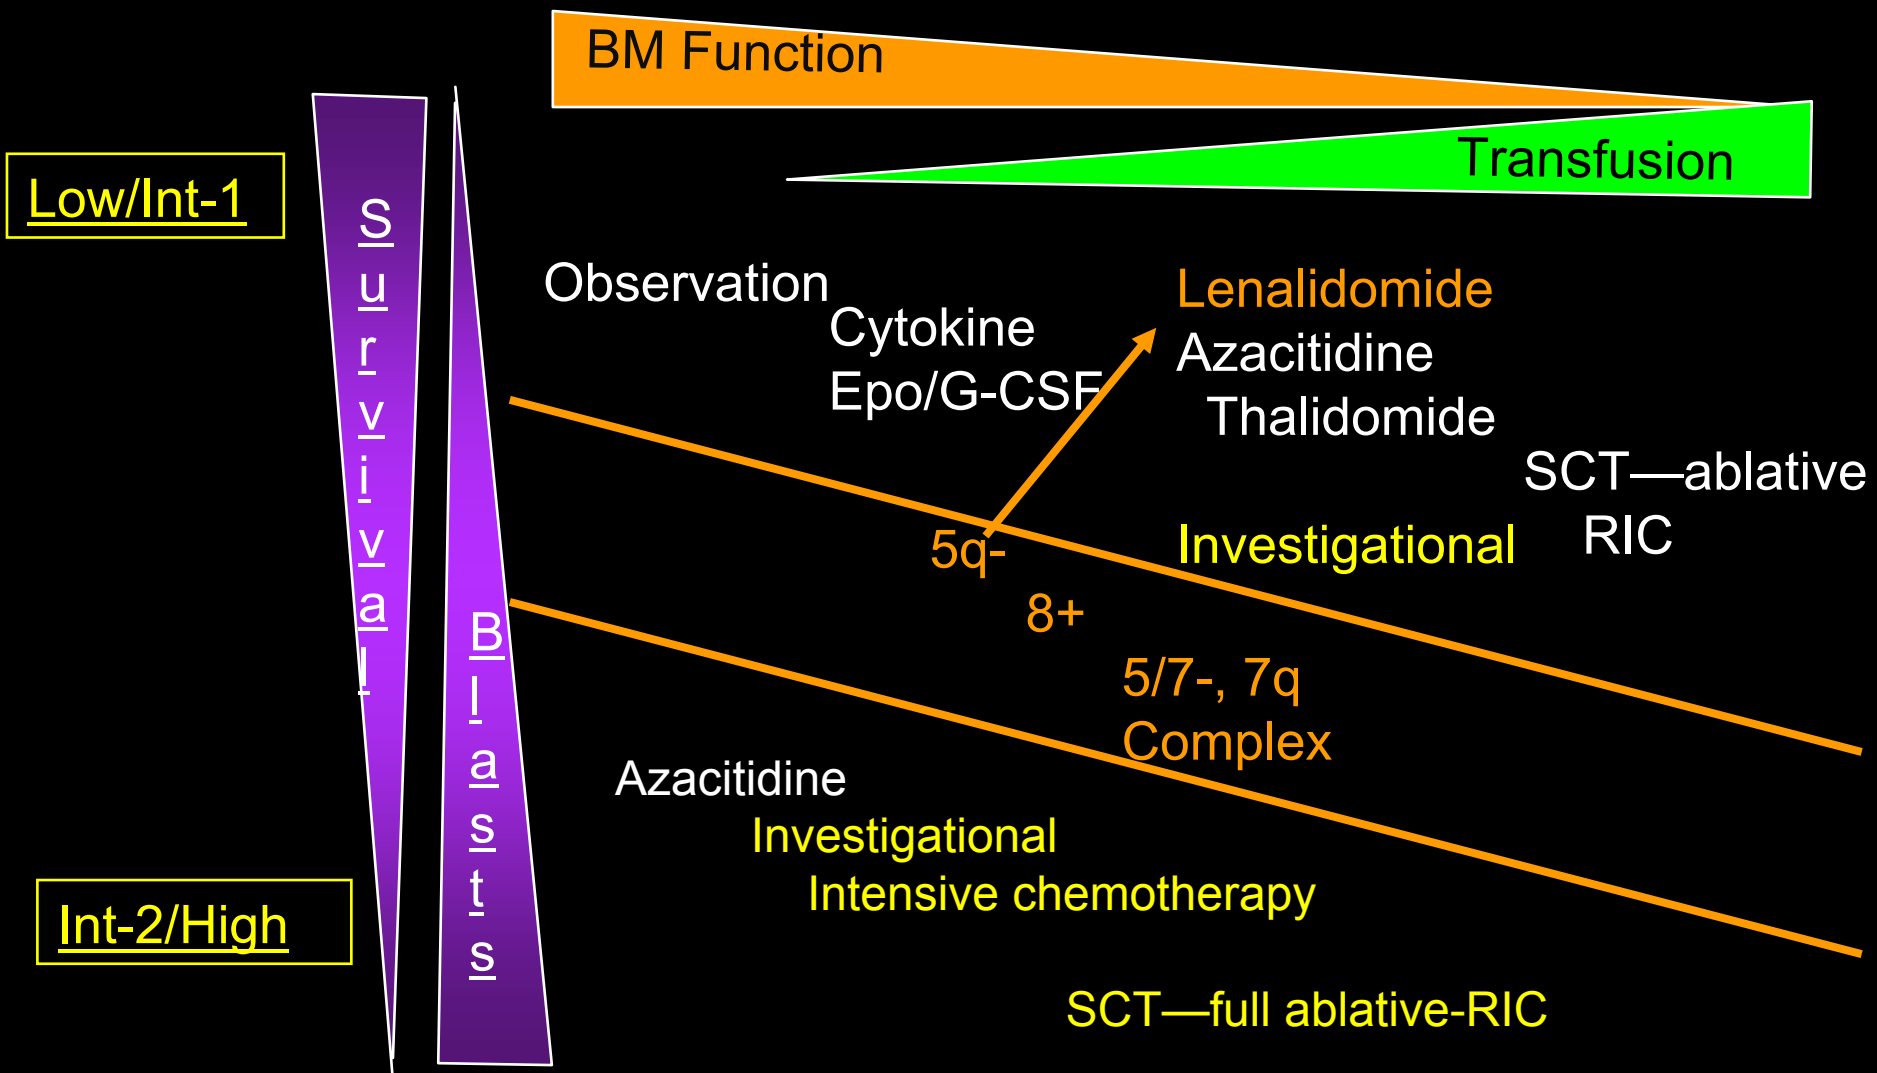 BM Function
Transfusion
Low/Int-1
Survival
Blasts
Observation
Cytokine
Epo/G-CSF
Lenalidomide
Azacitidine
Thalidomide
SCT—ablative
RIC
Investigational
5q-
8+
5/7-, 7q
Complex
Azacitidine
Investigational
Intensive chemotherapy
Int-2/High
SCT—full ablative-RIC